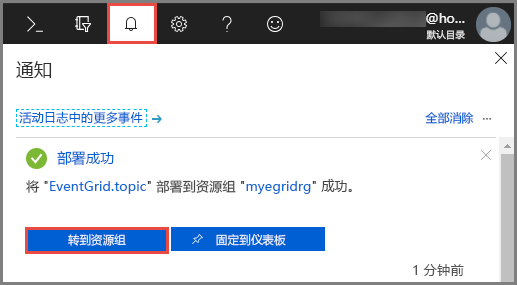 @ho...
默认目录
通知
活动日志中的更多事件
全部消除
部署成功
将 "EventGrid.topic" 部署到资源组 "myegridrg" 成功。
转到资源组 固定到仪表板
1 分钟前